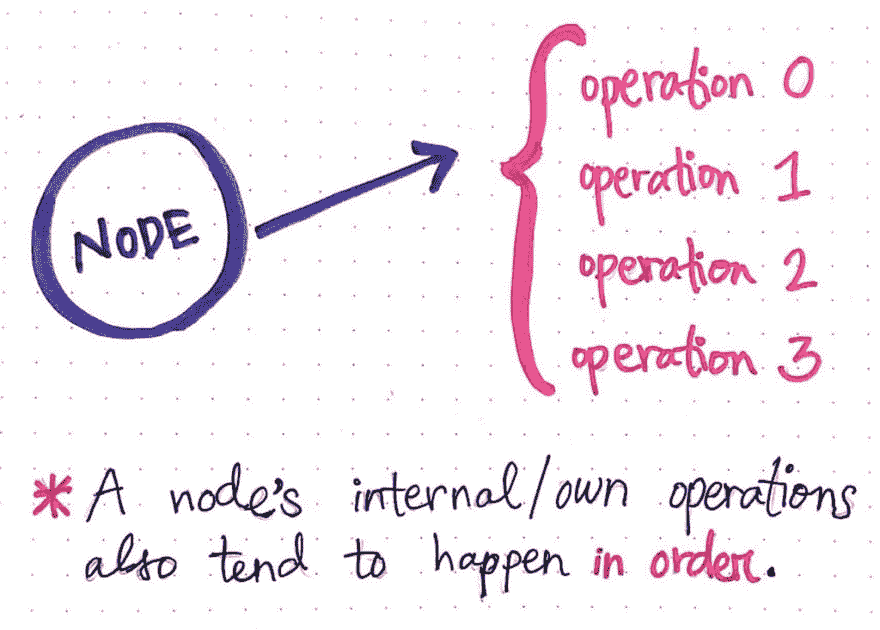 NODE
operation 0
operation 1
operation 2
operation 3
* A node's internal/own operations
also tend to happen in order.